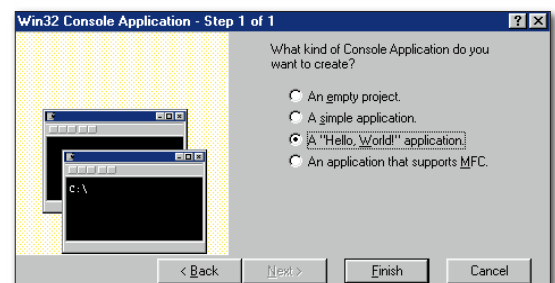 Win32 Console Application - Step 1 of 1
What kind of Console Application do you
want to create?
An empty project.
A simple application.
A "Hello, World!" application.
An application that supports MFC.
C:\
< Back
Next >
Finish
Cancel